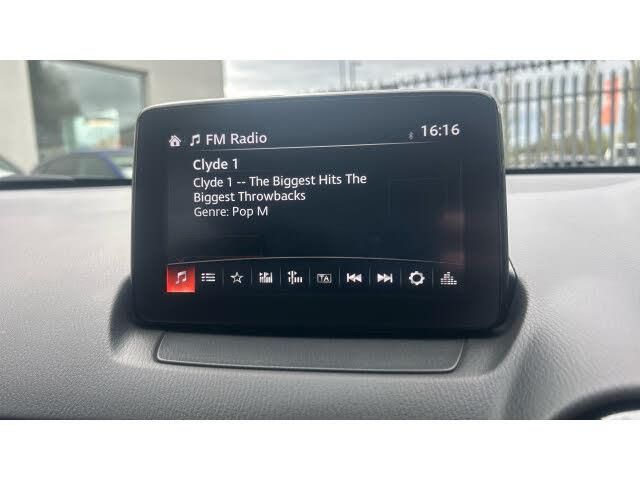 FM Radio 16:16
Clyde 1
Clyde 1 -- The Biggest Hits The
Biggest Throwbacks
Genre: Pop M
TA